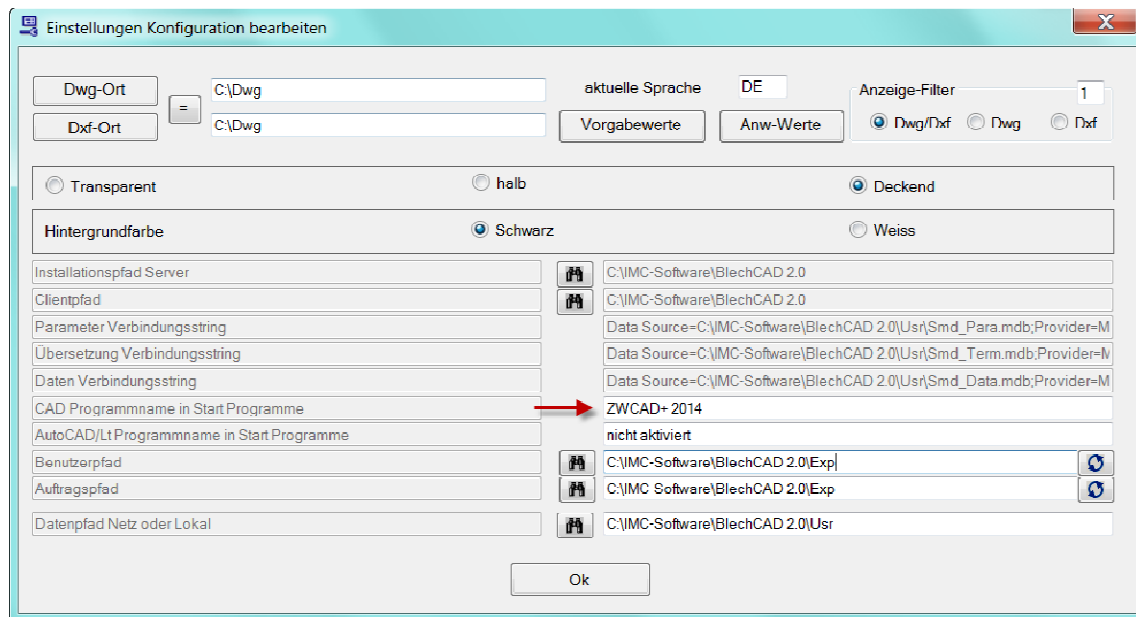 Einstellungen Konfiguration bearbeiten
Dwg-Ort
=
C:\Dwg
aktuelle Sprache
DE
Anzeige-Filter
1
Dxf-Ort
C:\Dwg
Vorgabewerte
Anw-Werte
Dwg/Dxf
Dwg
Dxf
Transparent
halb
Deckend
Hintergrundfarbe
Schwarz
Weiss
Installationspfad Server
C:\IMC-Software\BlechCAD 2.0
Clientpfad
C:\IMC-Software\BlechCAD 2.0
Parameter Verbindungsstring
Data Source=C:\IMC-Software\BlechCAD 2.0\Usr\Smd_Para.mdb;Provider=M
Übersetzung Verbindungsstring
Data Source=C:\IMC-Software\BlechCAD 2.0\Usr\Smd_Term.mdb;Provider=M
Daten Verbindungsstring
Data Source=C:\IMC-Software\BlechCAD 2.0\Usr\Smd_Data.mdb;Provider=M
CAD Programmname in Start Programme
ZWCAD+ 2014
AutoCAD/Lt Programmname in Start Programme
nicht aktiviert
Benutzerpfad
C:\IMC-Software\BlechCAD 2.0\Exp
Auftragspfad
C:\IMC-Software\BlechCAD 2.0\Exp
Datenpfad Netz oder Lokal
C:\IMC-Software\BlechCAD 2.0\Usr
Ok